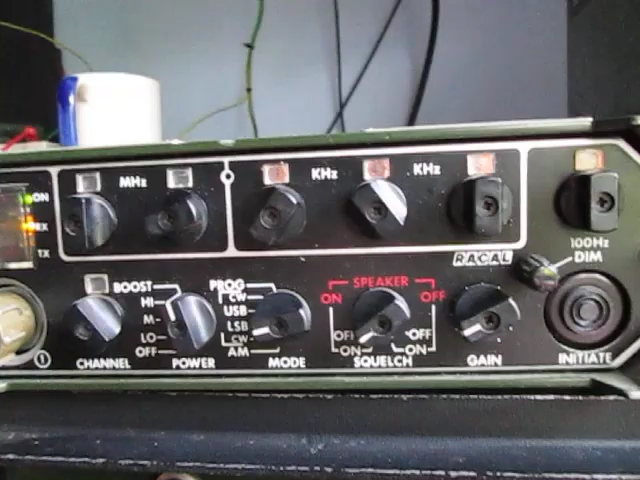 MHz
KHz
KHz
ON
TX
RACAL
100Hz
DIM
BOOST
HI
M
LO
OFF
POWER
CHANNEL
1
PROG
CW
USB
LSB
CW
AM
MODE
SPEAKER
ON
OFF
OFF
ON
OFF
ON
SQUELCH
GAIN
INITIATE